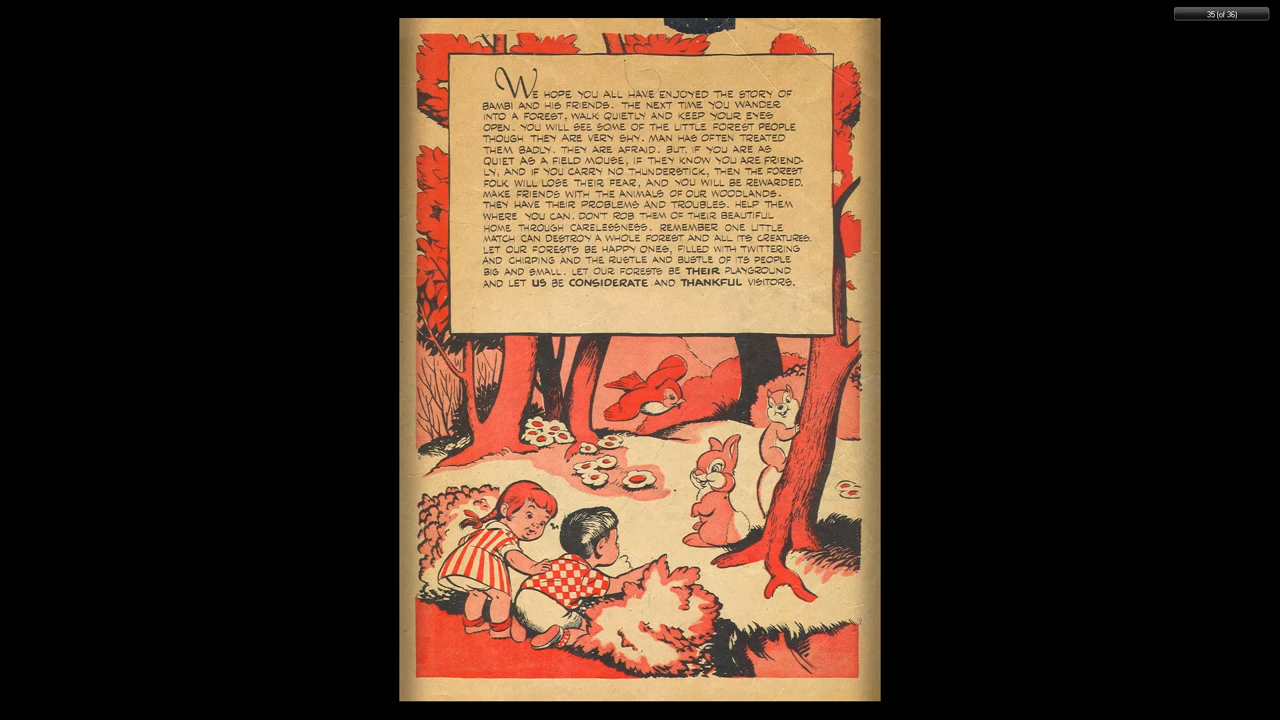 35 (of 36)
WE HOPE YOU ALL HAVE ENJOYED THE STORY OF
BAMBI AND HIS FRIENDS. THE NEXT TIME YOU WANDER
INTO A FOREST, WALK QUIETLY AND KEEP YOUR EYES
OPEN. YOU WILL SEE SOME OF THE LITTLE FOREST PEOPLE
THOUGH THEY ARE VERY SHY. MAN HAS OFTEN TREATED
THEM BADLY. THEY ARE AFRAID. BUT, IF YOU ARE AS
QUIET AS A FIELD MOUSE, IF THEY KNOW YOU ARE FRIEND-
LY, AND IF YOU CARRY NO THUNDERSTICK, THEN THE FOREST
FOLK WILL LOSE THEIR FEAR, AND YOU WILL BE REWARDED.
MAKE FRIENDS WITH THE ANIMALS OF OUR WOODLANDS.
THEY HAVE THEIR PROBLEMS AND TROUBLES. HELP THEM
WHERE YOU CAN. DON'T ROB THEM OF THEIR BEAUTIFUL
HOME THROUGH CARELESSNESS. REMEMBER ONE LITTLE
MATCH CAN DESTROY A WHOLE FOREST AND ALL ITS CREATURES.
LET OUR FORESTS BE HAPPY ONES, FILLED WITH TWITTERING
AND CHIRPING AND THE RUSTLE AND BUSTLE OF ITS PEOPLE
BIG AND SMALL. LET OUR FORESTS BE THEIR PLAYGROUND
AND LET US BE CONSIDERATE AND THANKFUL VISITORS.